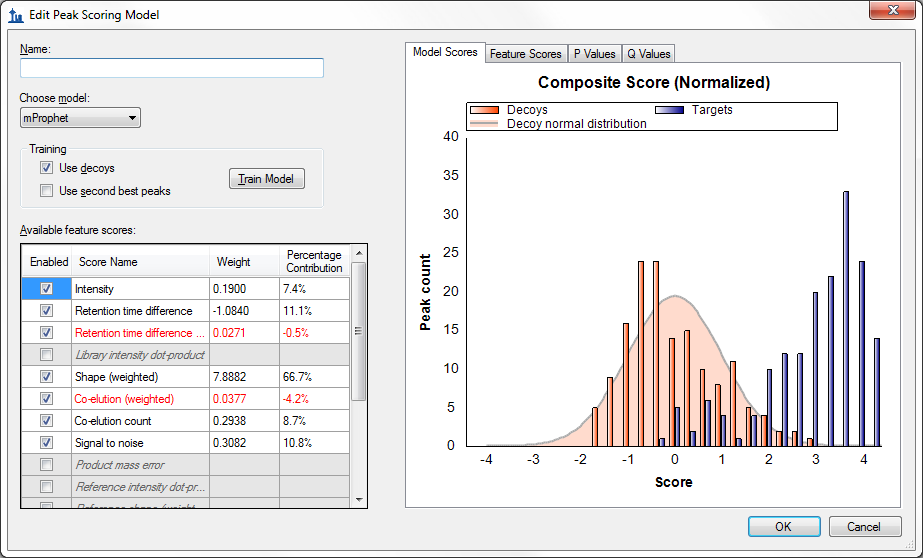 Edit Peak Scoring Model
Name:
Choose model:
mProphet
Training
Use decoys
Use second best peaks
Train Model
Available feature scores:
Enabled Score Name Weight Percentage Contribution
Intensity 0.1900 7.4%
Retention time difference -1.0840 11.1%
Retention time difference ... 0.0271 -0.5%
Library intensity dot-product
Shape (weighted) 7.8882 66.7%
Co-elution (weighted) 0.0377 -4.2%
Co-elution count 0.2938 8.7%
Signal to noise 0.3082 10.8%
Product mass error
Reference intensity dot-pr...
Model Scores Feature Scores P Values Q Values
Composite Score (Normalized)
Decoys Targets
Decoy normal distribution
Peak count
40
35
30
25
20
15
10
5
0
-4 -3 -2 -1 0 1 2 3 4
Score
OK Cancel